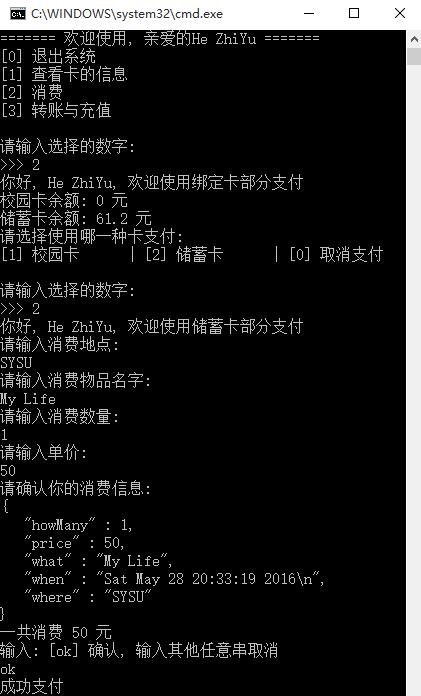 C:\WINDOWS\system32\cmd.exe
======= 欢迎使用, 亲爱的He ZhiYu =======
[0] 退出系统
[1] 查看卡的信息
[2] 消费
[3] 转账与充值
请输入选择的数字:
>>> 2
你好, He ZhiYu, 欢迎使用绑定卡部分支付
校园卡余额: 0 元
储蓄卡余额: 61.2 元
请选择使用哪一种卡支付:
[1] 校园卡 | [2] 储蓄卡 | [0] 取消支付
请输入选择的数字:
>>> 2
你好, He ZhiYu, 欢迎使用储蓄卡部分支付
请输入消费地点:
SYSU
请输入消费物品名字:
My Life
请输入消费数量:
1
请输入单价:
50
请确认你的消费信息:
{
"howMany" : 1,
"price" : 50,
"what" : "My Life",
"when" : "Sat May 28 20:33:19 2016\n",
"where" : "SYSU"
}
一共消费 50 元
输入: [ok] 确认, 输入其他任意串取消
ok
成功支付